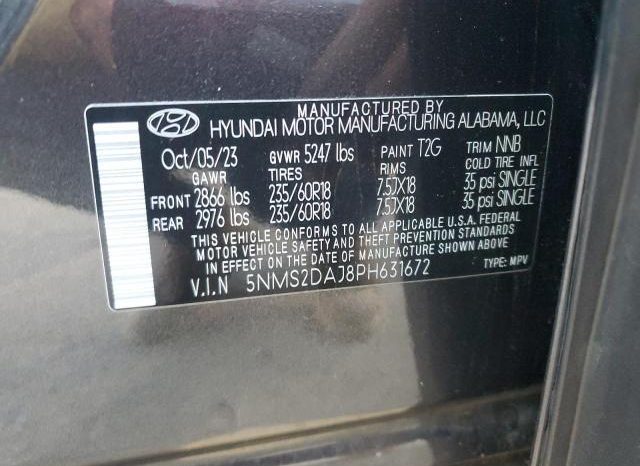 MANUFACTURED BY
HYUNDAI MOTOR MANUFACTURING ALABAMA, LLC
Oct/05/23 GVWR 5247 lbs PAINT T2G TRIM NNB
GAWR TIRES RIMS COLD TIRE INFL
FRONT 2866 lbs 235/60R18 7.5JX18 35 psi SINGLE
REAR 2976 lbs 235/60R18 7.5JX18 35 psi SINGLE
THIS VEHICLE CONFORMS TO ALL APPLICABLE U.S.A. FEDERAL
MOTOR VEHICLE SAFETY AND THEFT PREVENTION STANDARDS
IN EFFECT ON THE DATE OF MANUFACTURE SHOWN ABOVE.
V.I.N 5NMS2DAJ8PH631672 TYPE: MPV